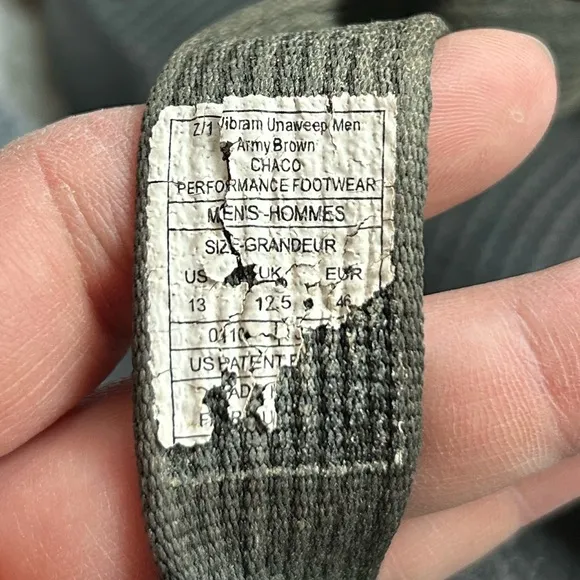 Z/1 Vibram Unaweep Men
Army Brown
CHACO
PERFORMANCE FOOTWEAR
MEN'S-HOMMES
SIZE-GRANDEUR
US UK EUR
13 12.5 46
0110
US PATENT